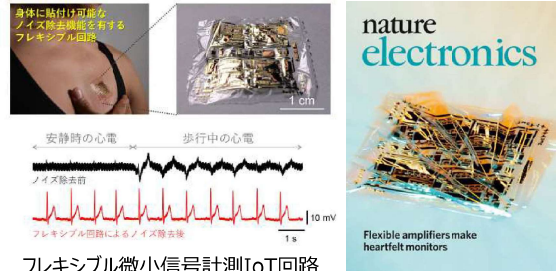 身体に貼付け可能な
ノイズ除去機能を有する
フレキシブル回路
1 cm
安静時の心電
歩行中の心電
ノイズ除去前
10 mV
フレキシブル回路によるノイズ除去後
1 s
フレキシブル微小信号計測IoT回路
nature
electronics
Flexible amplifiers make
heartfelt monitors